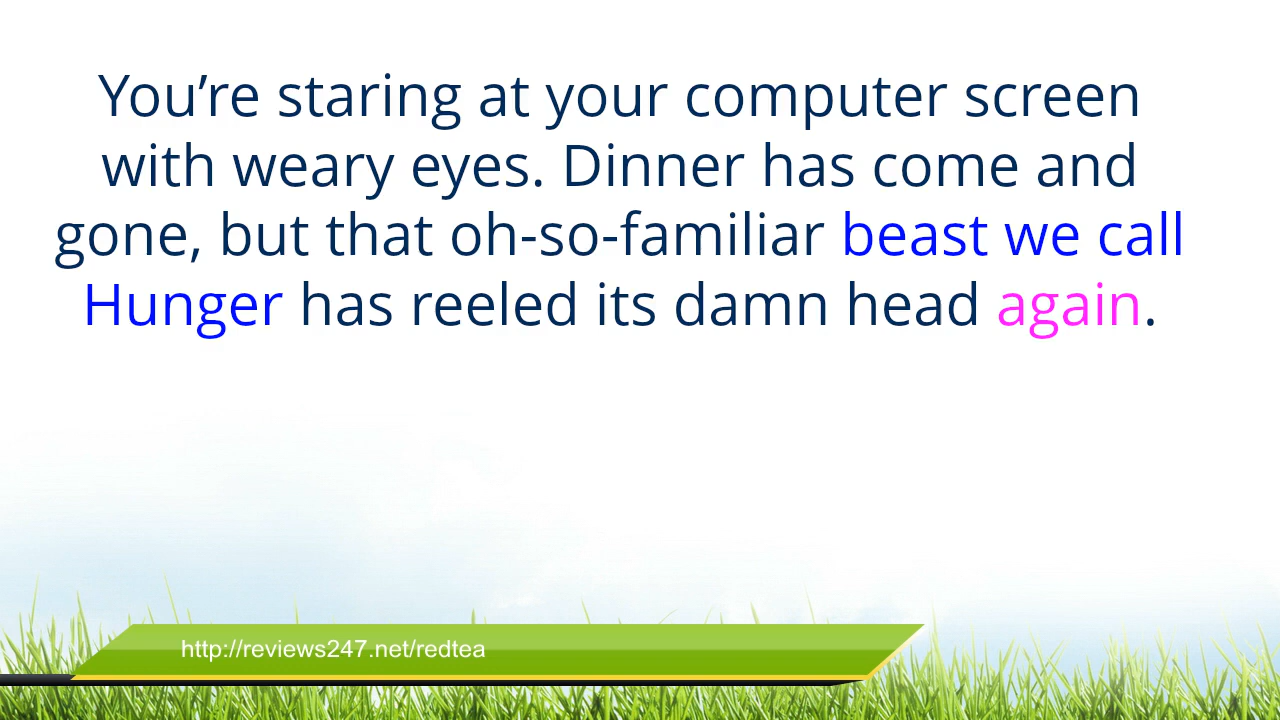 You’re staring at your computer screen
with weary eyes. Dinner has come and
gone, but that oh-so-familiar beast we call
Hunger has reeled its damn head again.
http://reviews247.net/redtea